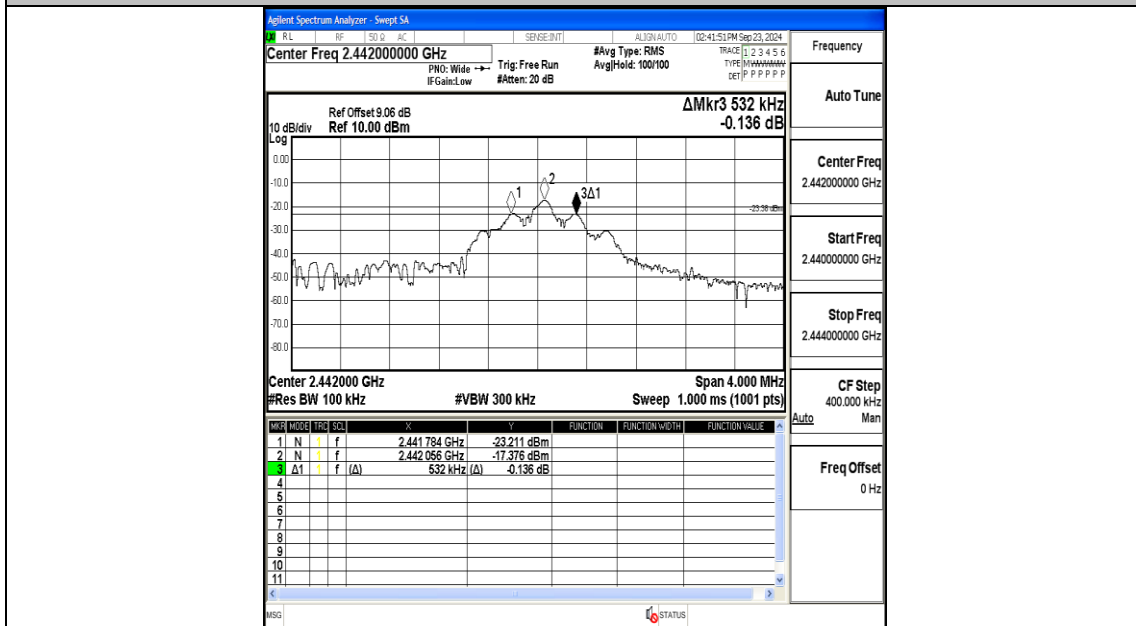 Agilent Spectrum Analyzer - Swept SA
RL RF 50 Ω AC SENSE:INT ALIGN AUTO 02:41:51 PM Sep 23, 2024
Center Freq 2.442000000 GHz
PNO: Wide
IFGain:Low
Trig: Free Run
#Atten: 20 dB
#Avg Type: RMS
Avg|Hold: 100/100
TRACE 1 2 3 4 5 6
TYPE M WWWWW
DET P P P P P P
Ref Offset 9.06 dB
Ref 10.00 dBm
10 dB/div
Log
ΔMkr3 532 kHz
-0.136 dB
0.00
-10.0
-20.0
-30.0
-40.0
-50.0
-60.0
-70.0
-80.0
1
2
3Δ1
-23.38 dBm
Center 2.442000 GHz
Span 4.000 MHz
#Res BW 100 kHz
#VBW 300 kHz
Sweep 1.000 ms (1001 pts)
MKR MODE TRC SCL X Y FUNCTION FUNCTION WIDTH FUNCTION VALUE
1 N 1 f 2.441 784 GHz -23.211 dBm
2 N 1 f 2.442 056 GHz -17.376 dBm
3 Δ1 1 f (Δ) 532 kHz (Δ) -0.136 dB
4
5
6
7
8
9
10
11
MSG
STATUS
Frequency
Auto Tune
Center Freq
2.442000000 GHz
Start Freq
2.440000000 GHz
Stop Freq
2.444000000 GHz
CF Step
400.000 kHz
Auto Man
Freq Offset
0 Hz